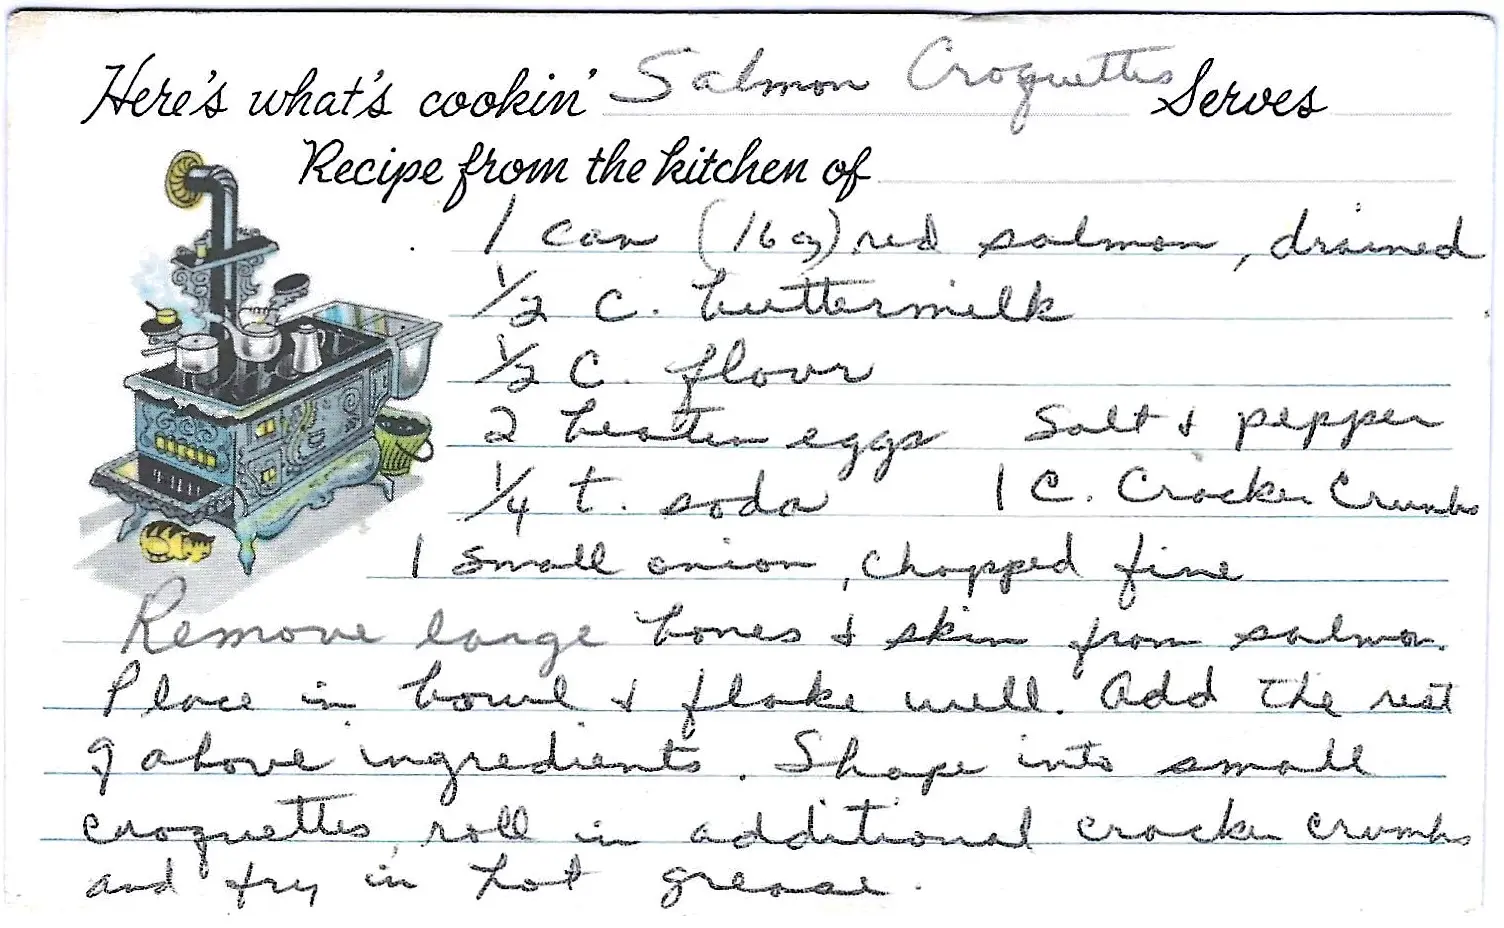 Here's what's cookin' Salmon Croquettes Serves
Recipe from the kitchen of
1 can (16 oz) red salmon, drained
1/2 C. buttermilk
1/2 C. flour
2 beaten eggs Salt & pepper
1/4 t. soda 1 C. Cracker Crumbs
1 small onion, chopped fine
Remove large bones & skin from salmon.
Place in bowl & flake well. Add the rest
of above ingredients. Shape into small
croquettes, roll in additional cracker crumbs
and fry in hot grease.